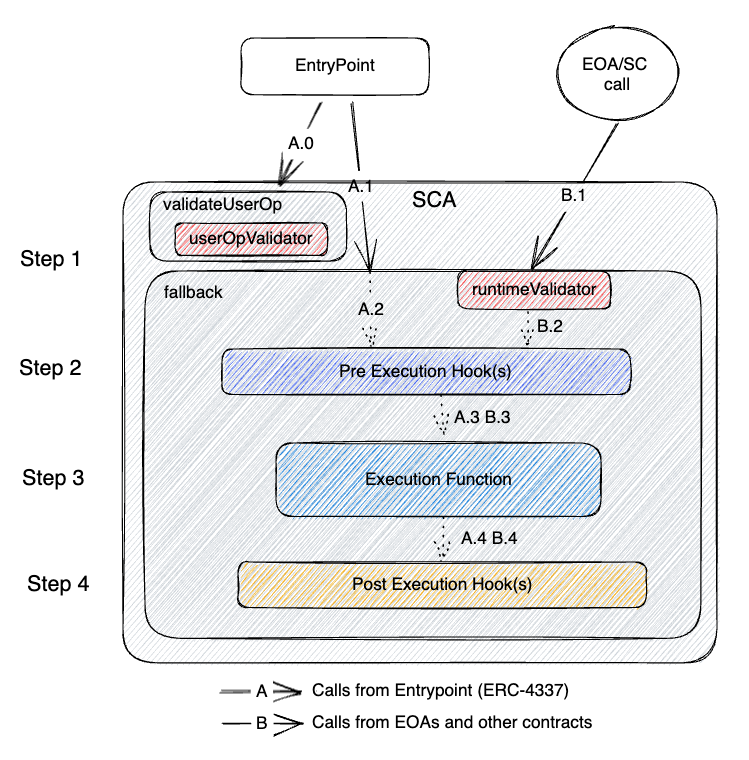 EntryPoint
EOA/SC
call
A.0
A.1
B.1
SCA
validateUserOp
userOpValidator
Step 1
fallback
runtimeValidator
A.2
B.2
Step 2
Pre Execution Hook(s)
A.3 B.3
Step 3
Execution Function
A.4 B.4
Step 4
Post Execution Hook(s)
A Calls from Entrypoint (ERC-4337)
B Calls from EOAs and other contracts